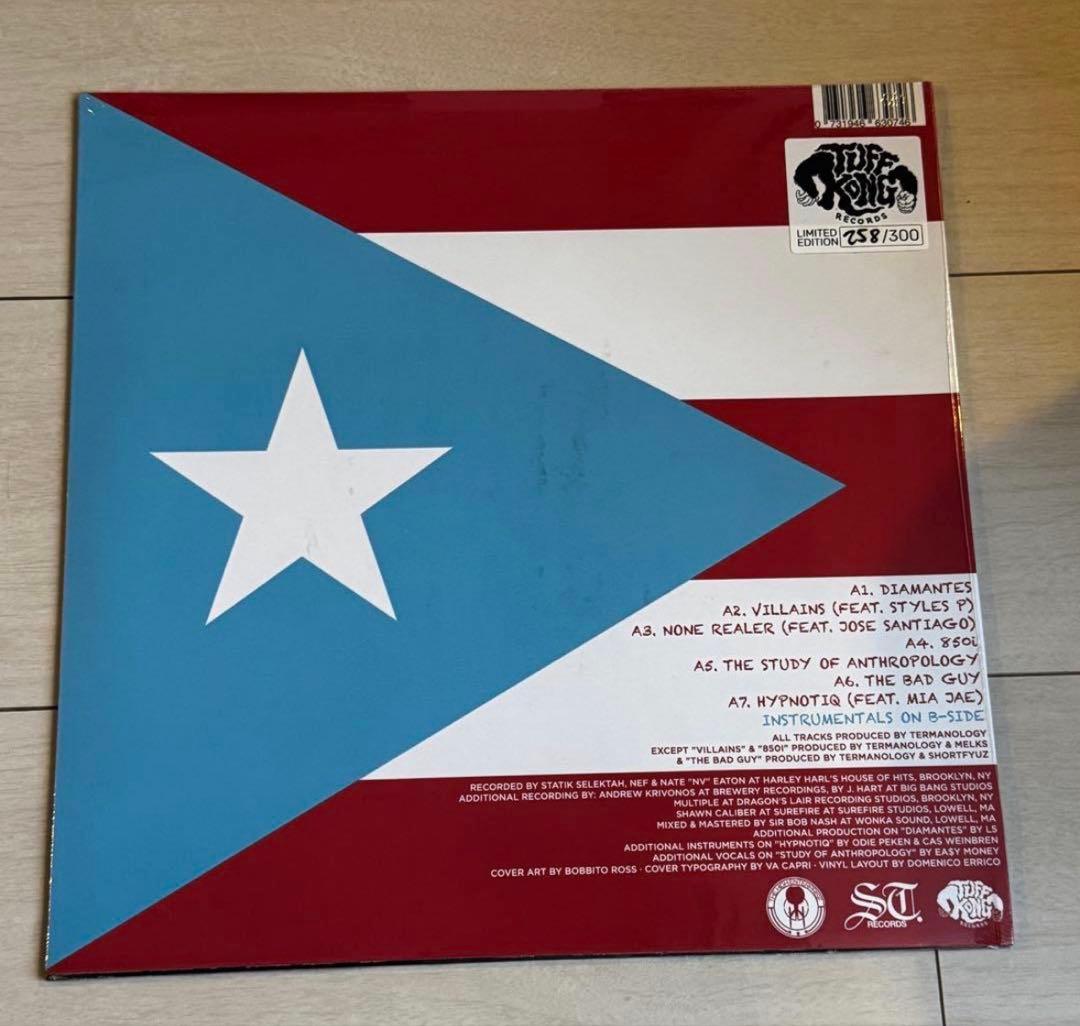 0 731946 630746
TUFF
KONG
RECORDS
LIMITED
EDITION 258/300
A1. DIAMANTES
A2. VILLAINS (FEAT. STYLES P)
A3. NONE REALER (FEAT. JOSE SANTIAGO)
A4. 850i
A5. THE STUDY OF ANTHROPOLOGY
A6. THE BAD GUY
A7. HYPNOTIQ (FEAT. MIA JAE)
INSTRUMENTALS ON B-SIDE
ALL TRACKS PRODUCED BY TERMANOLOGY
EXCEPT "VILLAINS" & "850I" PRODUCED BY TERMANOLOGY & MELKS
& "THE BAD GUY" PRODUCED BY TERMANOLOGY & SHORTFYUZ
RECORDED BY STATIK SELEKTAH, NEF & NATE "NV" EATON AT HARLEY HARL'S HOUSE OF HITS, BROOKLYN, NY
ADDITIONAL RECORDING BY: ANDREW KRIVONOS AT BREWERY RECORDINGS, BY J. HART AT BIG BANG STUDIOS
MULTIPLE AT DRAGON'S LAIR RECORDING STUDIOS, BROOKLYN, NY
SHAWN CALIBER AT SUREFIRE AT SUREFIRE STUDIOS, LOWELL, MA
MIXED & MASTERED BY SIR BOB NASH AT WONKA SOUND, LOWELL, MA
ADDITIONAL PRODUCTION ON "DIAMANTES" BY LS
ADDITIONAL INSTRUMENTS ON "HYPNOTIQ" BY ODIE PEKEN & CAS WEINBREN
ADDITIONAL VOCALS ON "STUDY OF ANTHROPOLOGY" BY EASY MONEY
COVER ART BY BOBBITO ROSS · COVER TYPOGRAPHY BY VA CAPRI · VINYL LAYOUT BY DOMENICO ERRICO
ST.
RECORDS
TUFF
KONG
RECORDS